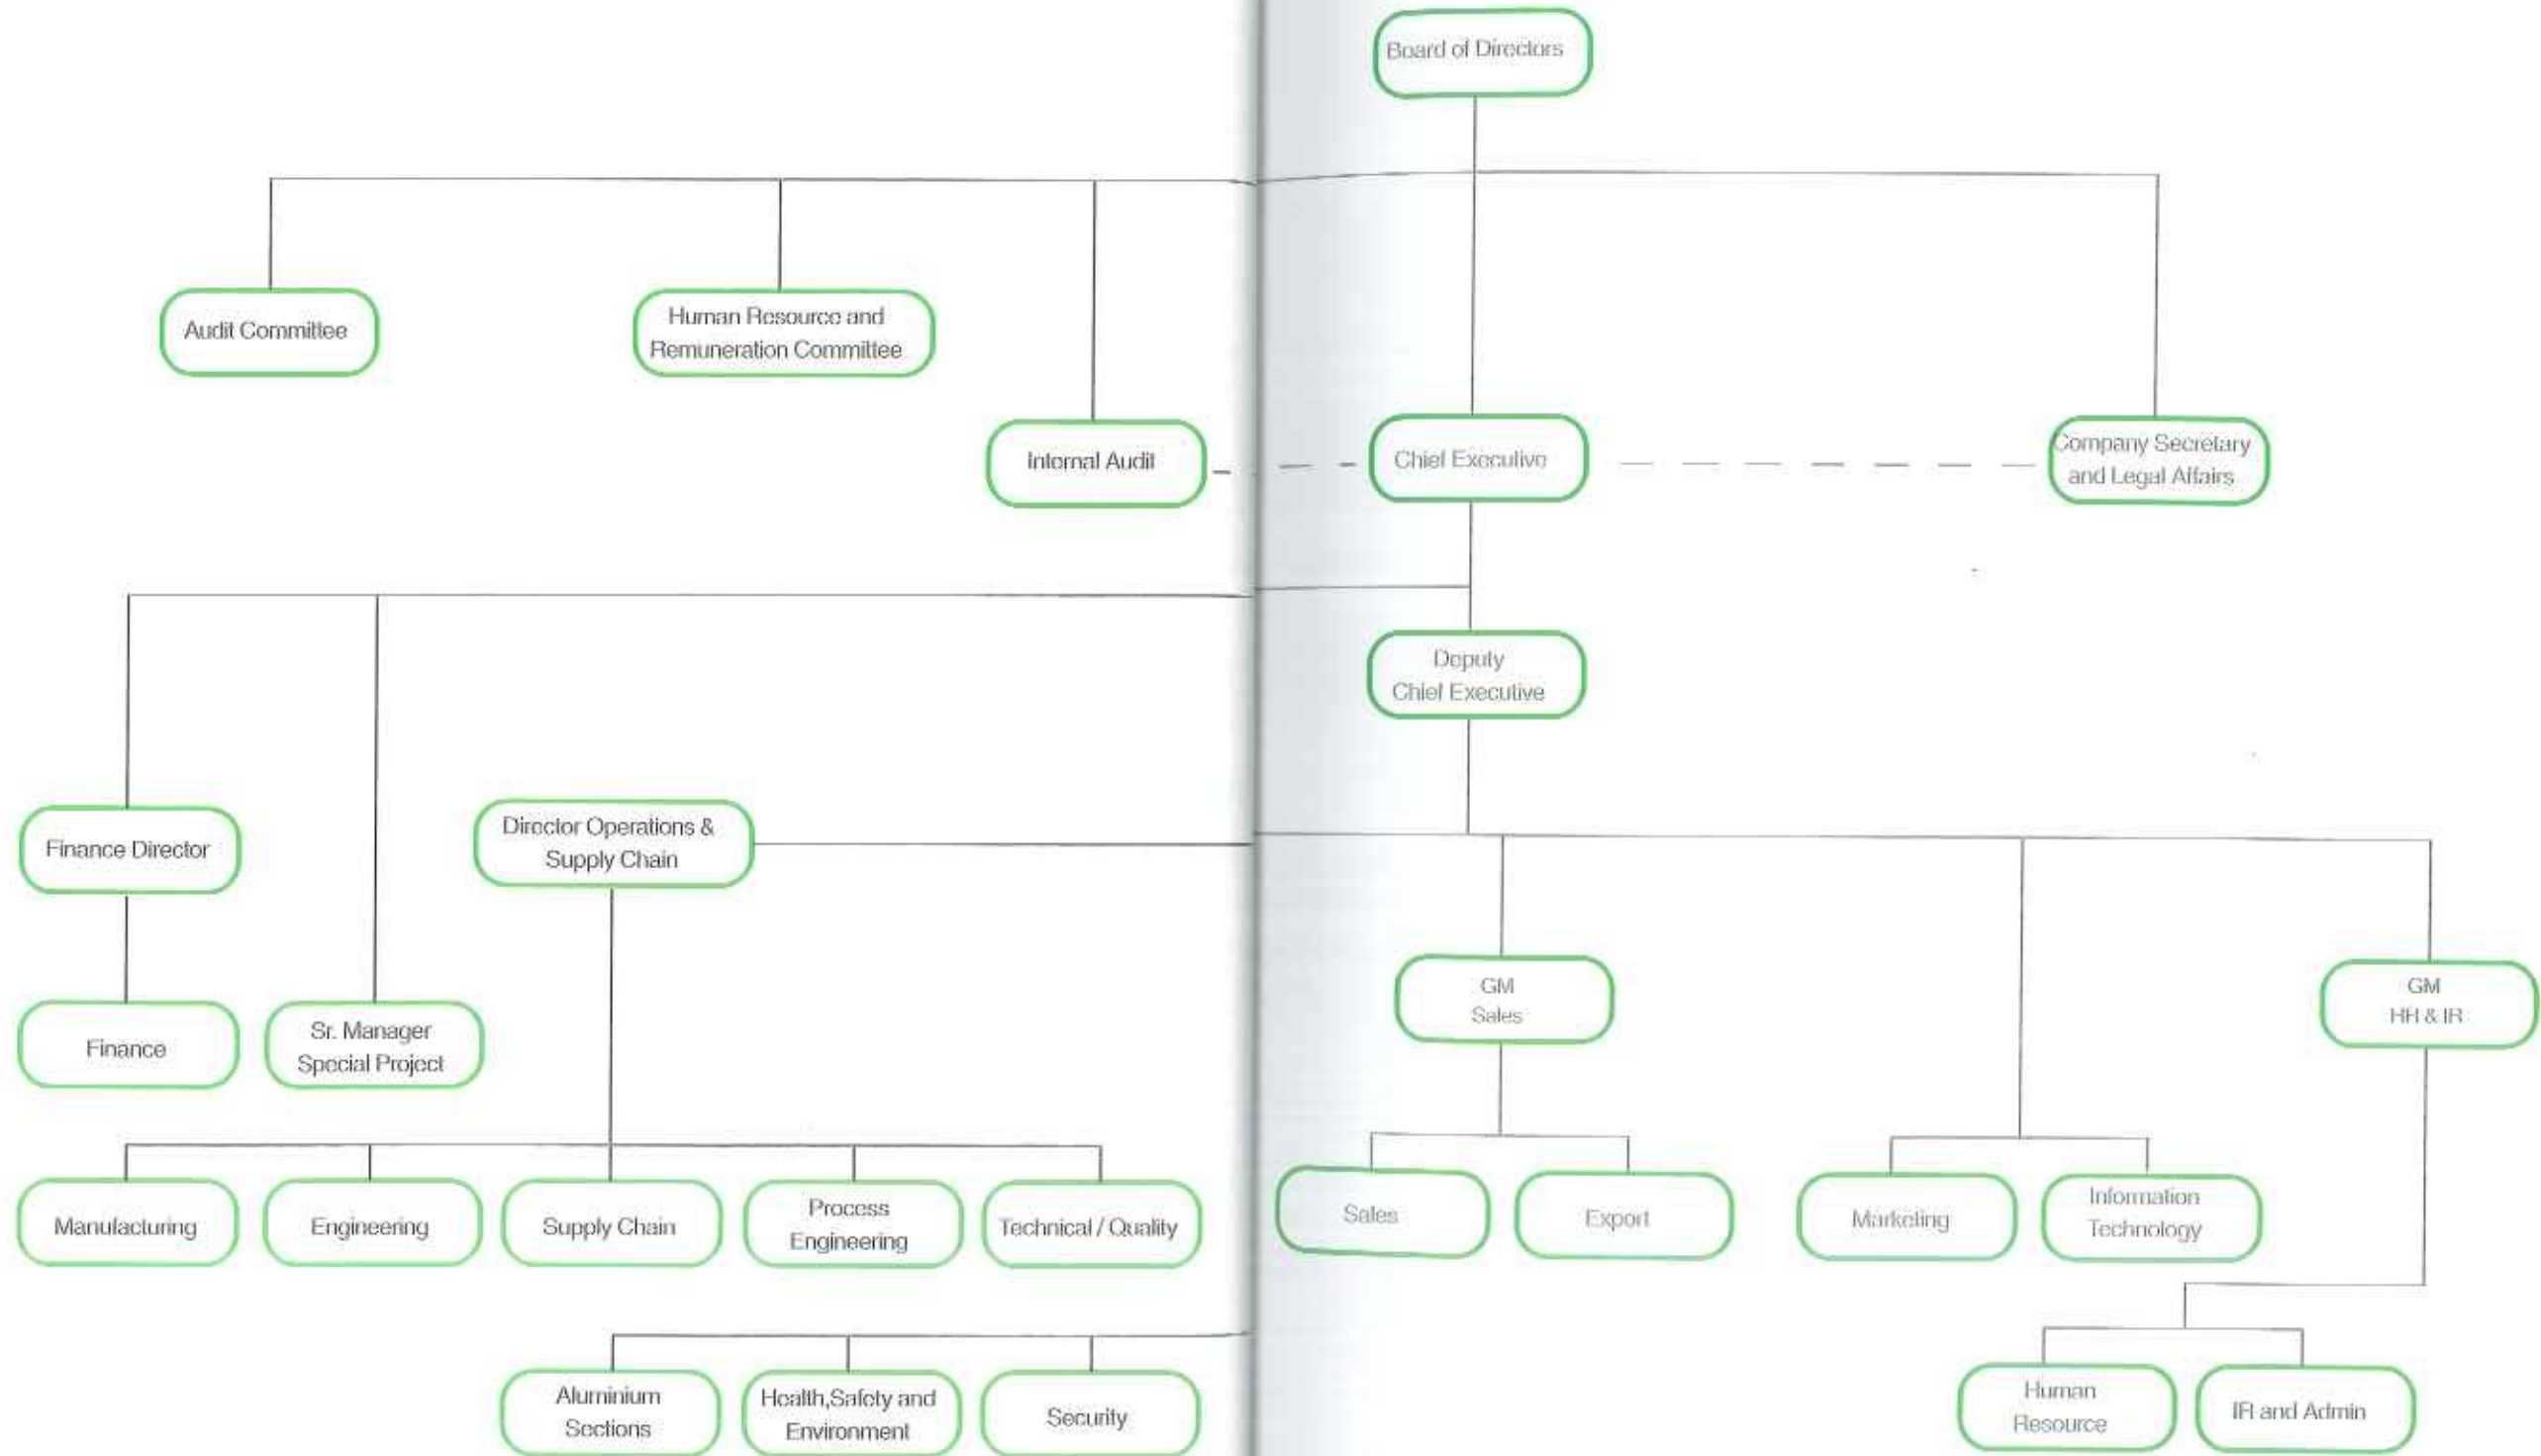 Board of Directors
Audit Committee
Human Resource and
Remuneration Committee
Internal Audit
Chief Executive
Company Secretary
and Legal Affairs
Deputy
Chief Executive
Finance Director
Director Operations &
Supply Chain
Finance
Sr. Manager
Special Project
GM
Sales
GM
HR & IR
Manufacturing
Engineering
Supply Chain
Process
Engineering
Technical / Quality
Sales
Export
Marketing
Information
Technology
Aluminium
Sections
Health,Safety and
Environment
Security
Human
Resource
IR and Admin